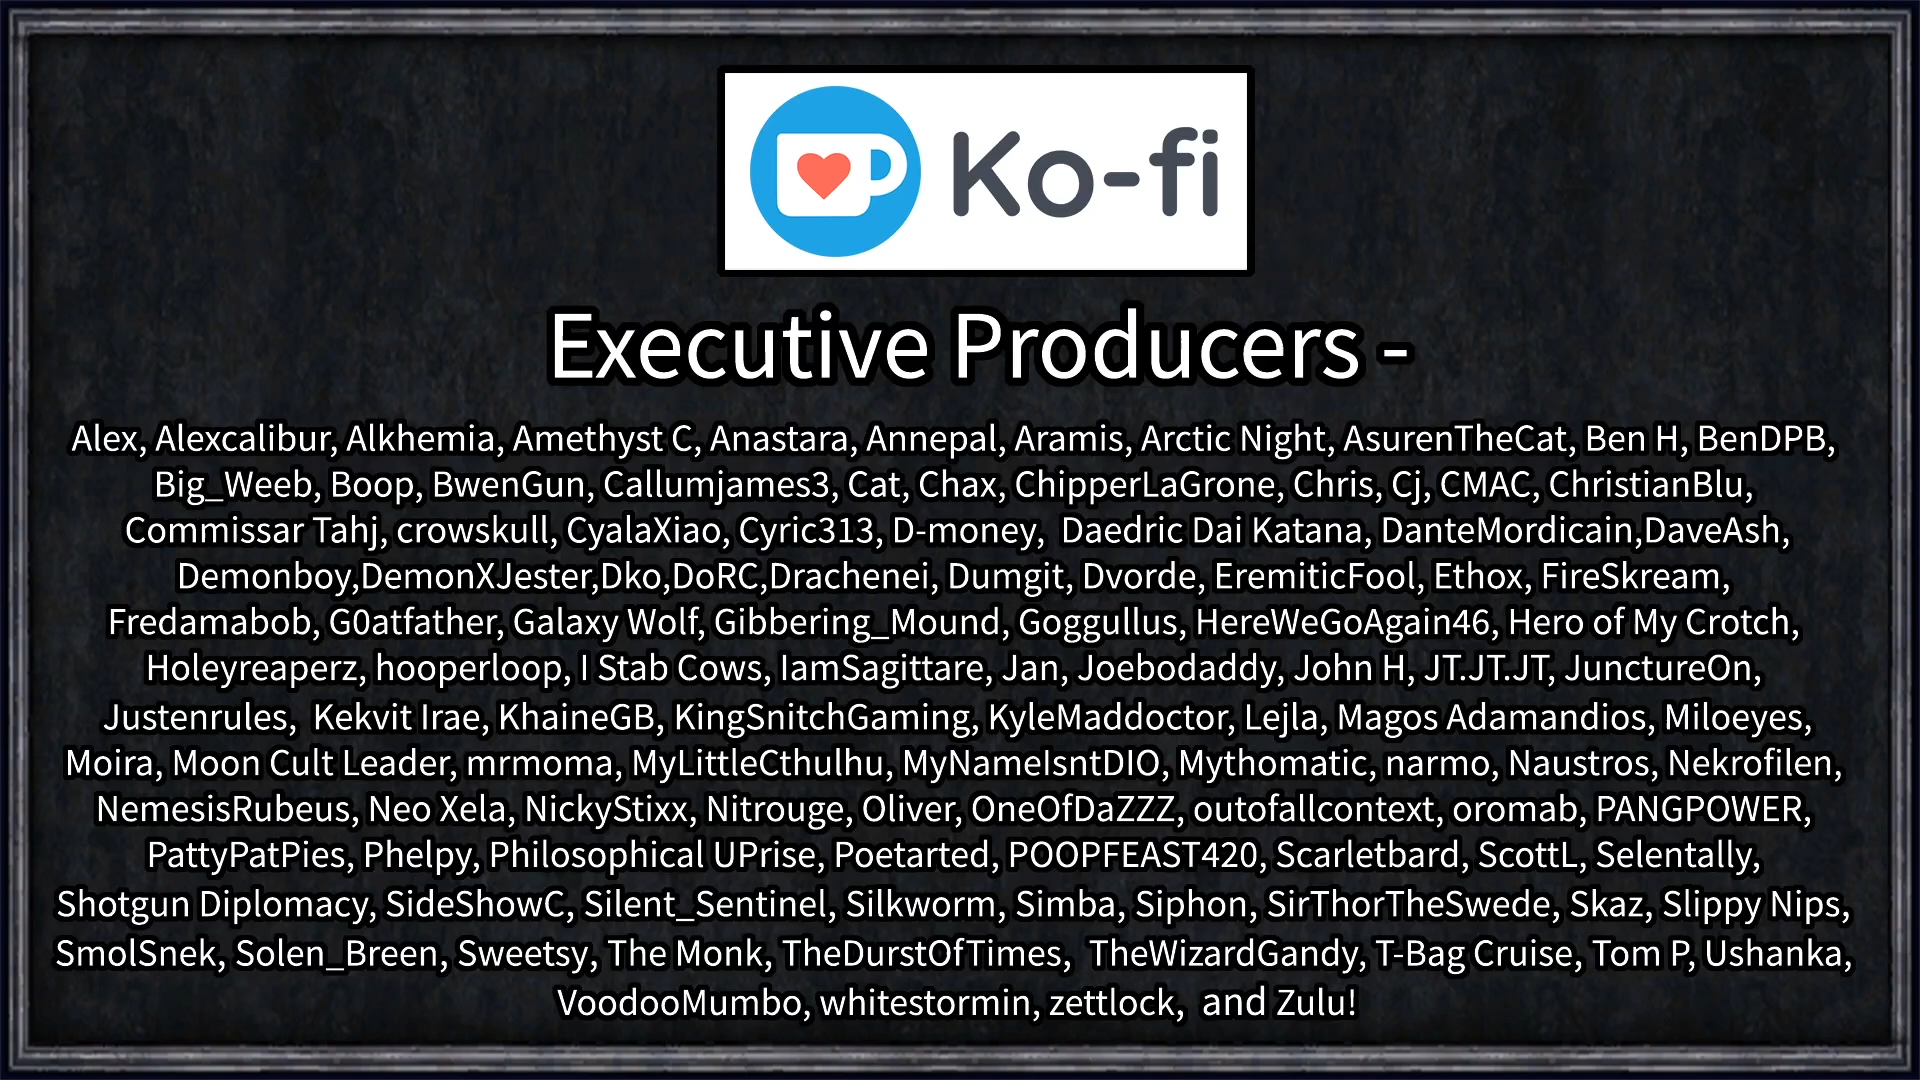 Ko-fi
Executive Producers -
Alex, Alexcalibur, Alkhemia, Amethyst C, Anastara, Annepal, Aramis, Arctic Night, AsurenTheCat, Ben H, BenDPB,
Big_Weeb, Boop, BwenGun, Callumjames3, Cat, Chax, ChipperLaGrone, Chris, Cj, CMAC, ChristianBlu,
Commissar Tahj, crowskull, CyalaXiao, Cyric313, D-money,  Daedric Dai Katana, DanteMordicain,DaveAsh,
Demonboy,DemonXJester,Dko,DoRC,Drachenei, Dumgit, Dvorde, EremiticFool, Ethox, FireSkream,
Fredamabob, G0atfather, Galaxy Wolf, Gibbering_Mound, Goggullus, HereWeGoAgain46, Hero of My Crotch,
Holeyreaperz, hooperloop, I Stab Cows, IamSagittare, Jan, Joebodaddy, John H, JT.JT.JT, JunctureOn,
Justenrules,  Kekvit Irae, KhaineGB, KingSnitchGaming, KyleMaddoctor, Lejla, Magos Adamandios, Miloeyes,
Moira, Moon Cult Leader, mrmoma, MyLittleCthulhu, MyNameIsntDIO, Mythomatic, narmo, Naustros, Nekrofilen,
NemesisRubeus, Neo Xela, NickyStixx, Nitrouge, Oliver, OneOfDaZZZ, outofallcontext, oromab, PANGPOWER,
PattyPatPies, Phelpy, Philosophical UPrise, Poetarted, POOPFEAST420, Scarletbard, ScottL, Selentally,
Shotgun Diplomacy, SideShowC, Silent_Sentinel, Silkworm, Simba, Siphon, SirThorTheSwede, Skaz, Slippy Nips,
SmolSnek, Solen_Breen, Sweetsy, The Monk, TheDurstOfTimes,  TheWizardGandy, T-Bag Cruise, Tom P, Ushanka,
VoodooMumbo, whitestormin, zettlock,  and Zulu!